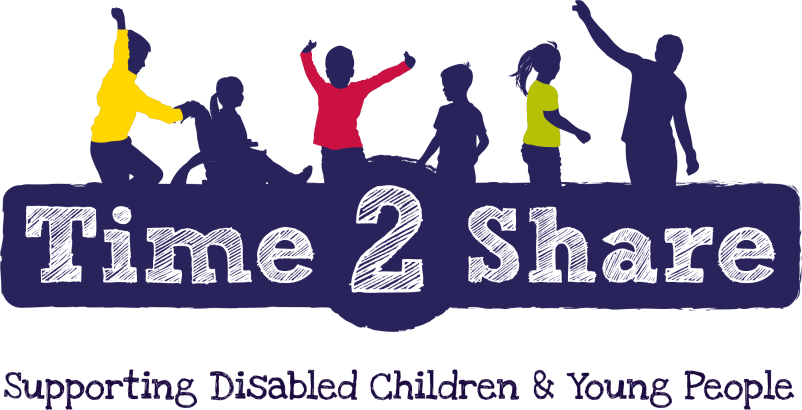 Time 2 Share
Supporting Disabled Children & Young People